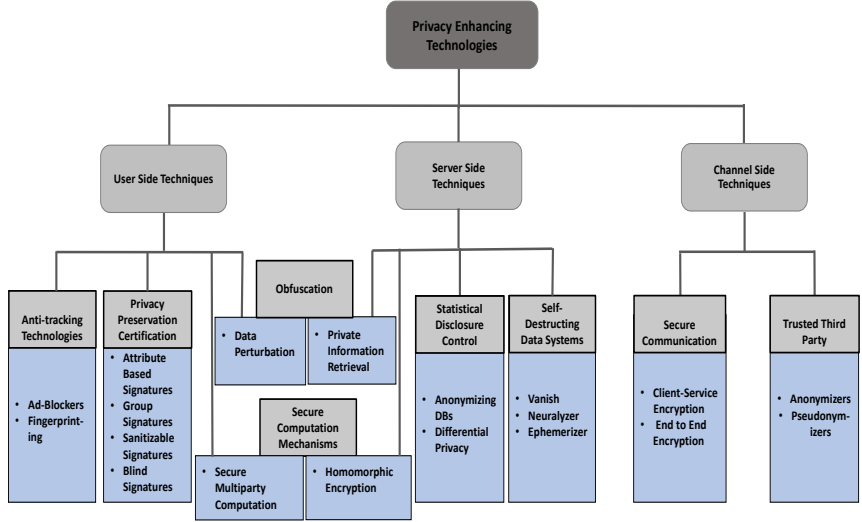 Privacy Enhancing
Technologies
User Side Techniques
Server Side
Techniques
Channel Side
Techniques
Anti-tracking
Technologies
• Ad-Blockers
• Fingerprint-
ing
Privacy
Preservation
Certification
• Attribute
Based
Signatures
• Group
Signatures
• Sanitizable
Signatures
• Blind
Signatures
Obfuscation
• Data
Perturbation
• Private
Information
Retrieval
Secure
Computation
Mechanisms
• Secure
Multiparty
Computation
• Homomorphic
Encryption
Statistical
Disclosure
Control
• Anonymizing
DBs
• Differential
Privacy
Self-
Destructing
Data Systems
• Vanish
• Neuralyzer
• Ephemerizer
Secure
Communication
• Client-Service
Encryption
• End to End
Encryption
Trusted Third
Party
• Anonymizers
• Pseudonym-
izers